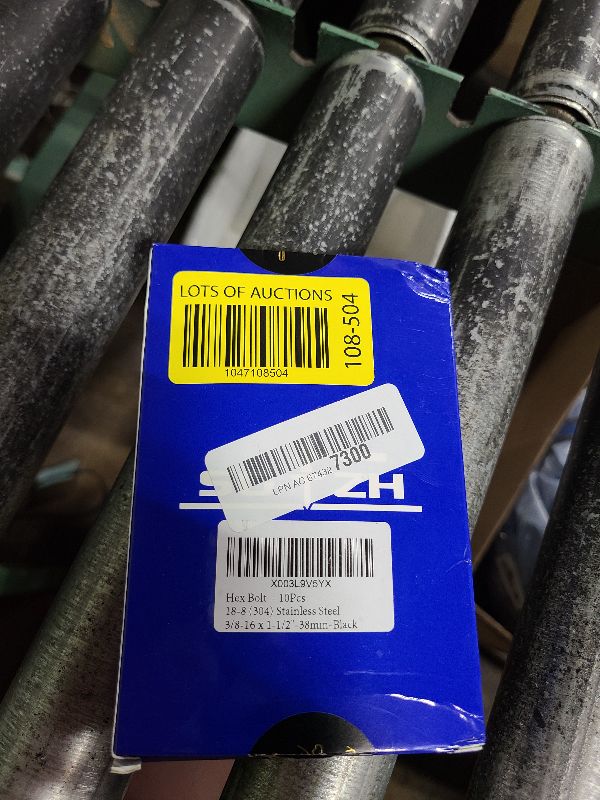 LOTS OF AUCTIONS
108-504
1047108504
LPN AC 67432 7300
X003L9V6YX
Hex Bolt 10Pcs
18-8 (304) Stainless Steel
3/8-16 x 1-1/2"-38mm-Black